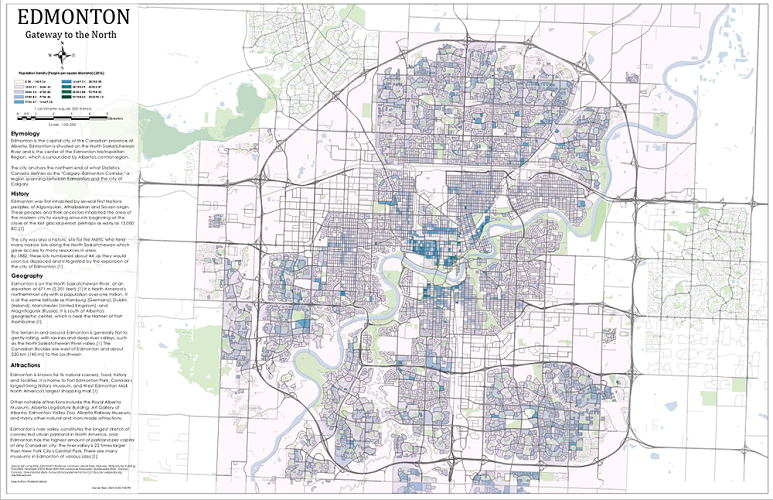 EDMONTON
Gateway to the North
N
W
E
S
Population Density (People per square kilometre) (2016)
1 centimetre equals 500 metres
Etymology
Edmonton is the capital city of the Canadian province of
Alberta. Edmonton is situated on the North Saskatchewan
River and is the center of the Edmonton Metropolitan
Region, which is surrounded by Alberta's central region.
The city anchors the northern end of what Statistics
Canada defines as the "Calgary-Edmonton Corridor," a
region spanning between Edmonton and the city of
Calgary.
History
Edmonton was first inhabited by several First Nations
peoples, of Algonquian, Athabaskan and Siouan origin.
These peoples and their ancestors inhabited the area of
the modern city to varying amounts beginning at the
close of the last glacial period, perhaps as early as 12,000
BC.[1]
The city was also a historic site for the Métis, who held
many narrow lots along the North Saskatchewan which
gave access to many resources in area.
By 1882, these lots numbered about 44 as they would
soon be displaced and integrated by the expansion of
the city of Edmonton.[1]
Geography
Edmonton is on the North Saskatchewan River, at an
elevation of 671 m (2,201 feet).[1] It is North America's
northernmost city with a population over one million. It
is at the same latitude as Hamburg (Germany), Dublin
(Ireland), Manchester (United Kingdom), and
Magnitogorsk (Russia). It is south of Alberta's
geographic center, which is near the Hamlet of Fort
Assiniboine.[1]
The terrain in and around Edmonton is generally flat to
gently rolling, with ravines and deep river valleys, such
as the North Saskatchewan River valley.[1] The
Canadian Rockies are west of Edmonton and about
220 km (140 mi) to the southwest.
Attractions
Edmonton is known for its natural scenery, food, history
and facilities. It is home to Fort Edmonton Park, Canada's
largest living history museum, and West Edmonton Mall,
North America's largest shopping mall.[1]
Other notable attractions include the Royal Alberta
Museum, Alberta Legislature Building, Art Gallery of
Alberta, Edmonton Valley Zoo, Alberta Railway Museum,
and many other natural and man-made attractions.
Edmonton's river valley constitutes the longest stretch of
connected urban parkland in North America, and
Edmonton has the highest amount of parkland per capita
of any Canadian city; the river valley is 22 times larger
than New York City's Central Park. There are many
museums in Edmonton of various sizes.[1]